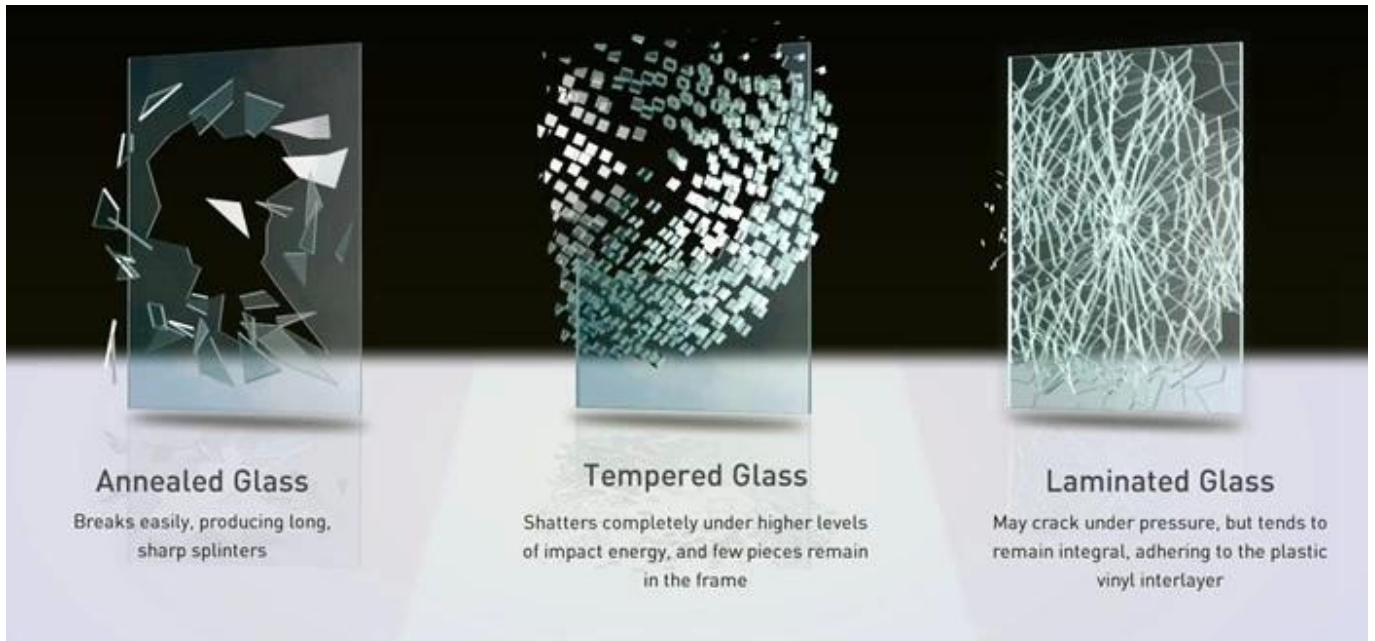 Annealed Glass
Breaks easily, producing long,
sharp splinters
Tempered Glass
Shatters completely under higher levels
of impact energy, and few pieces remain
in the frame
Laminated Glass
May crack under pressure, but tends to
remain integral, adhering to the plastic
vinyl interlayer